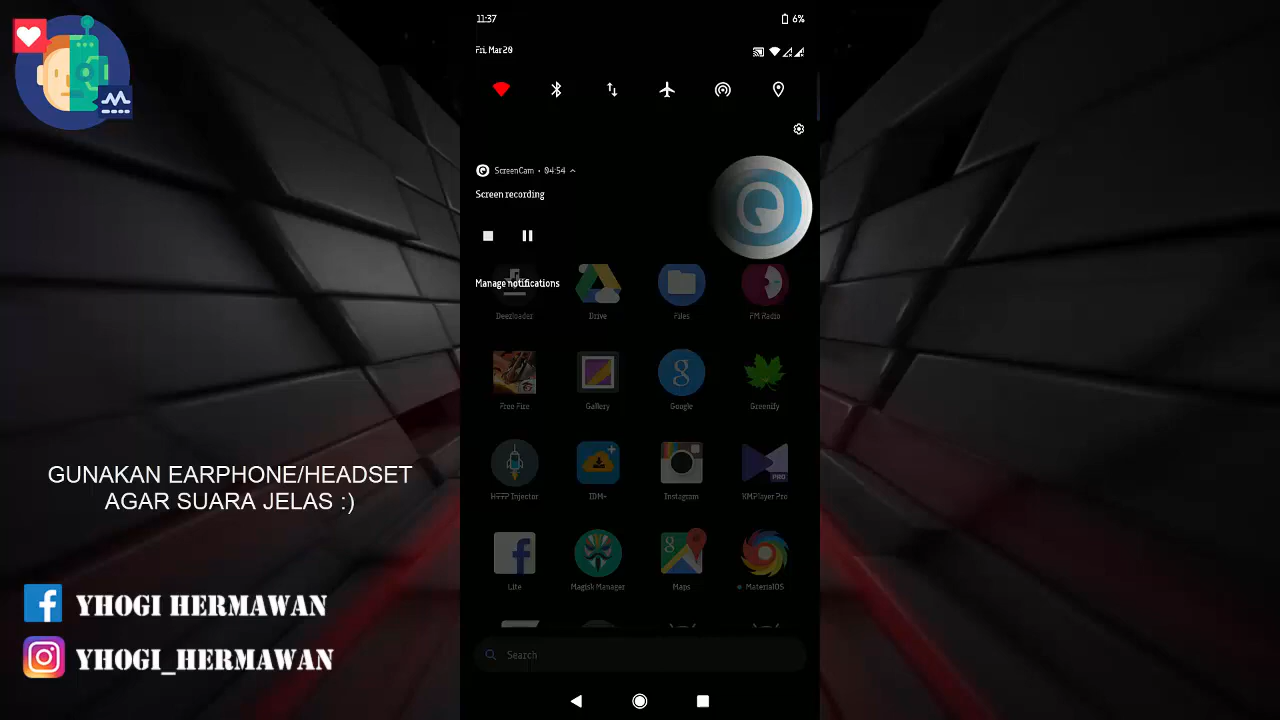 11:37
6%
Fri, Mar 20
ScreenCam • 04:54
Screen recording
Manage notifications
Deezloader
Drive
Files
FM Radio
Free Fire
Gallery
Google
Greenify
HTTP Injector
IDM+
Instagram
KMPlayer Pro
PRO
Lite
Magisk Manager
Maps
MaterialOS
Search
GUNAKAN EARPHONE/HEADSET
AGAR SUARA JELAS :)
YHOGI HERMAWAN
YHOGI_HERMAWAN